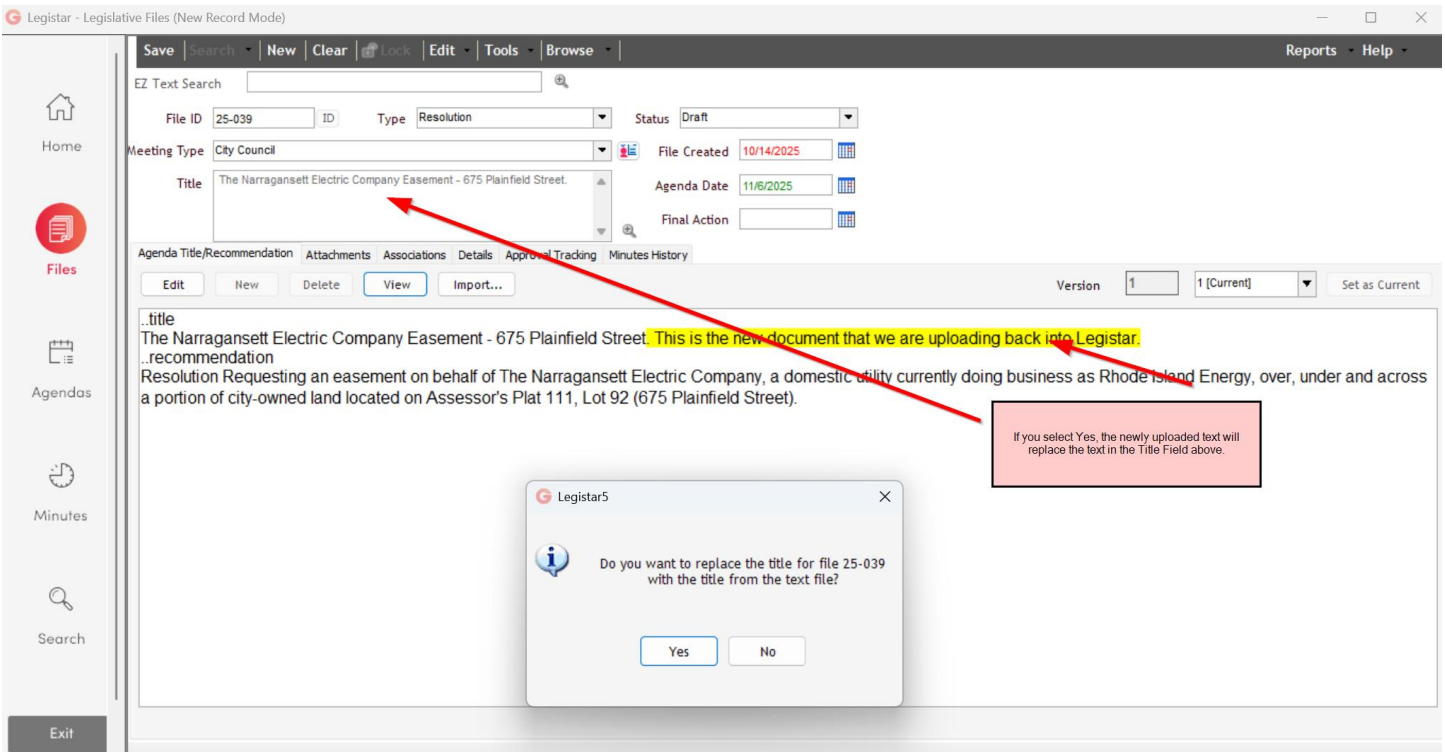 Legistar - Legislative Files (New Record Mode)
Save Search New Clear Lock Edit Tools Browse Reports Help
EZ Text Search
File ID 25-039 ID Type Resolution Status Draft
Meeting Type City Council File Created 10/14/2025
Title The Narragansett Electric Company Easement - 675 Plainfield Street. Agenda Date 11/6/2025
Final Action
Agenda Title/Recommendation Attachments Associations Details Approval Tracking Minutes History
Edit New Delete View Import... Version 1 1 [Current] Set as Current
..title
The Narragansett Electric Company Easement - 675 Plainfield Street. This is the new document that we are uploading back into Legistar.
..recommendation
Resolution Requesting an easement on behalf of The Narragansett Electric Company, a domestic utility currently doing business as Rhode Island Energy, over, under and across
a portion of city-owned land located on Assessor's Plat 111, Lot 92 (675 Plainfield Street).
If you select Yes, the newly uploaded text will
replace the text in the Title Field above.
Legistar5
Do you want to replace the title for file 25-039
with the title from the text file?
Yes No
Home
Files
Agendas
Minutes
Search
Exit